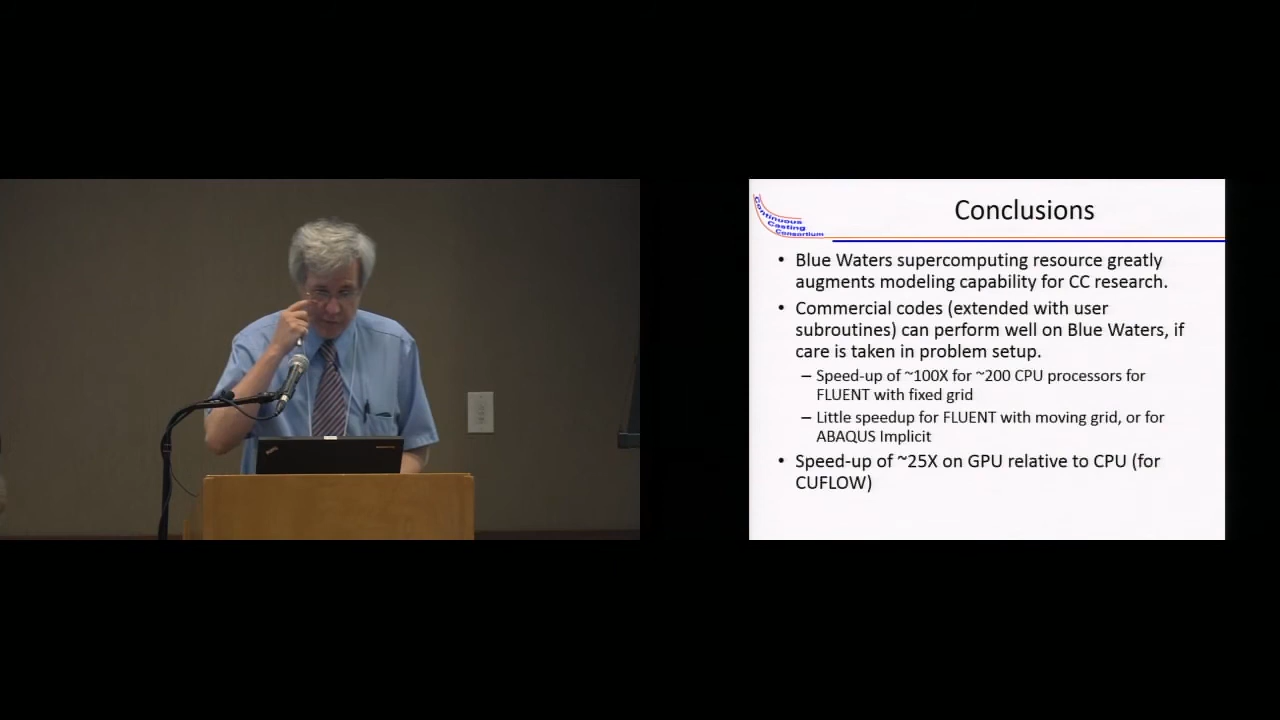 Continuous
Casting
Consortium
Conclusions
• Blue Waters supercomputing resource greatly
augments modeling capability for CC research.
• Commercial codes (extended with user
subroutines) can perform well on Blue Waters, if
care is taken in problem setup.
– Speed-up of ~100X for ~200 CPU processors for
FLUENT with fixed grid
– Little speedup for FLUENT with moving grid, or for
ABAQUS Implicit
• Speed-up of ~25X on GPU relative to CPU (for
CUFLOW)